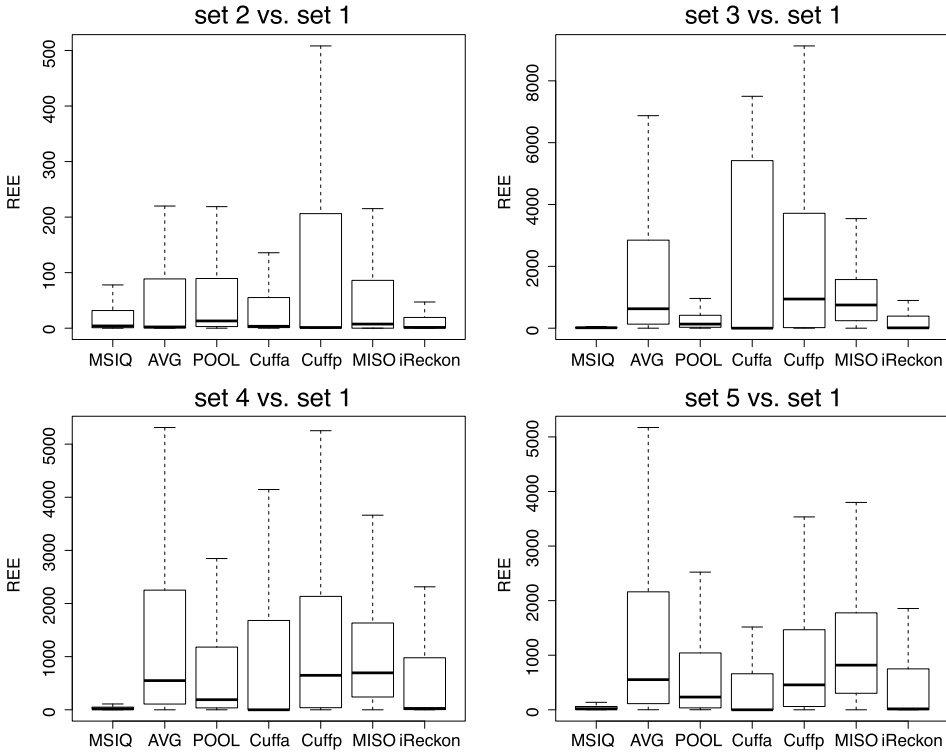 set 2 vs. set 1
REE
500
400
300
200
100
0
MSIQ AVG POOL Cuffa Cuffp MISO iReckon
set 3 vs. set 1
REE
8000
6000
4000
2000
0
MSIQ AVG POOL Cuffa Cuffp MISO iReckon
set 4 vs. set 1
REE
5000
4000
3000
2000
1000
0
MSIQ AVG POOL Cuffa Cuffp MISO iReckon
set 5 vs. set 1
REE
5000
4000
3000
2000
1000
0
MSIQ AVG POOL Cuffa Cuffp MISO iReckon